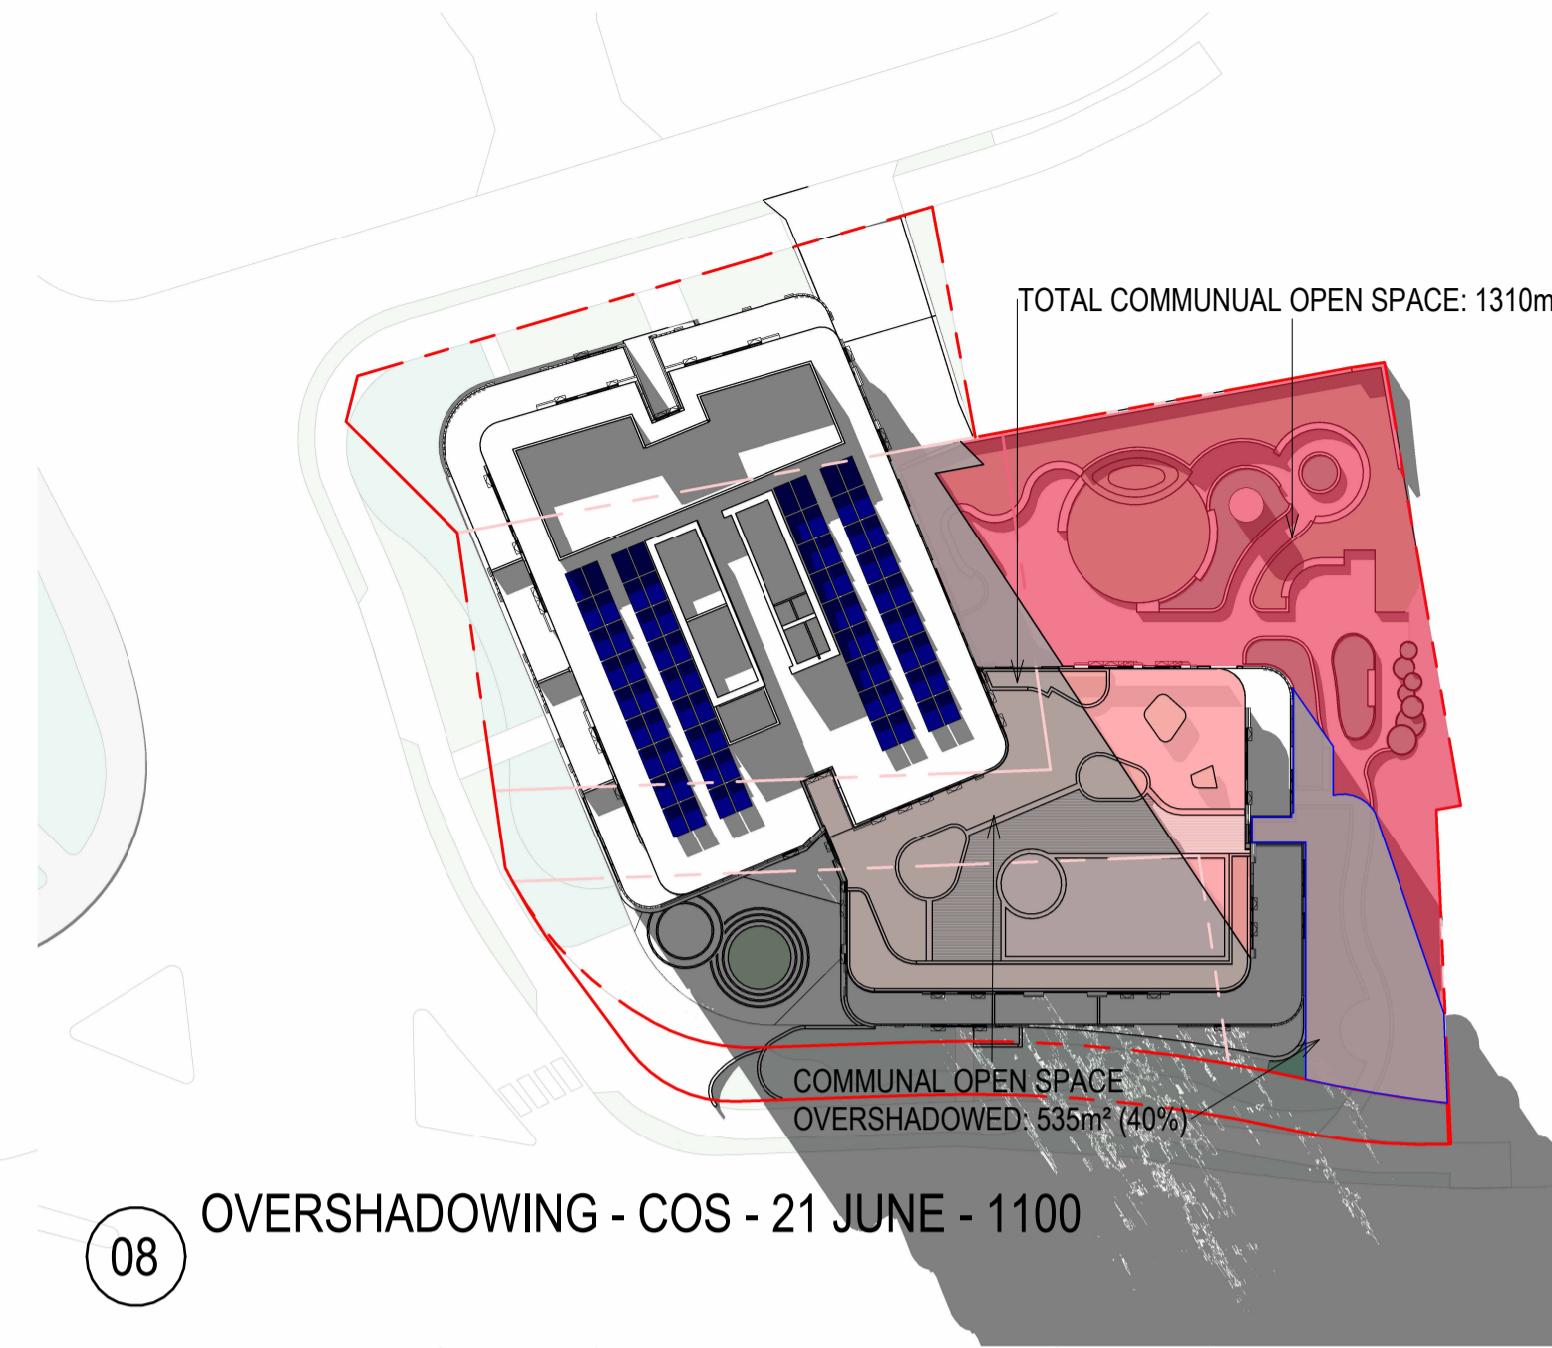 TOTAL COMMUNUAL OPEN SPACE: 1310m
COMMUNAL OPEN SPACE
OVERSHADOWED: 535m² (40%)
OVERSHADOWING - COS - 21 JUNE - 1100
08